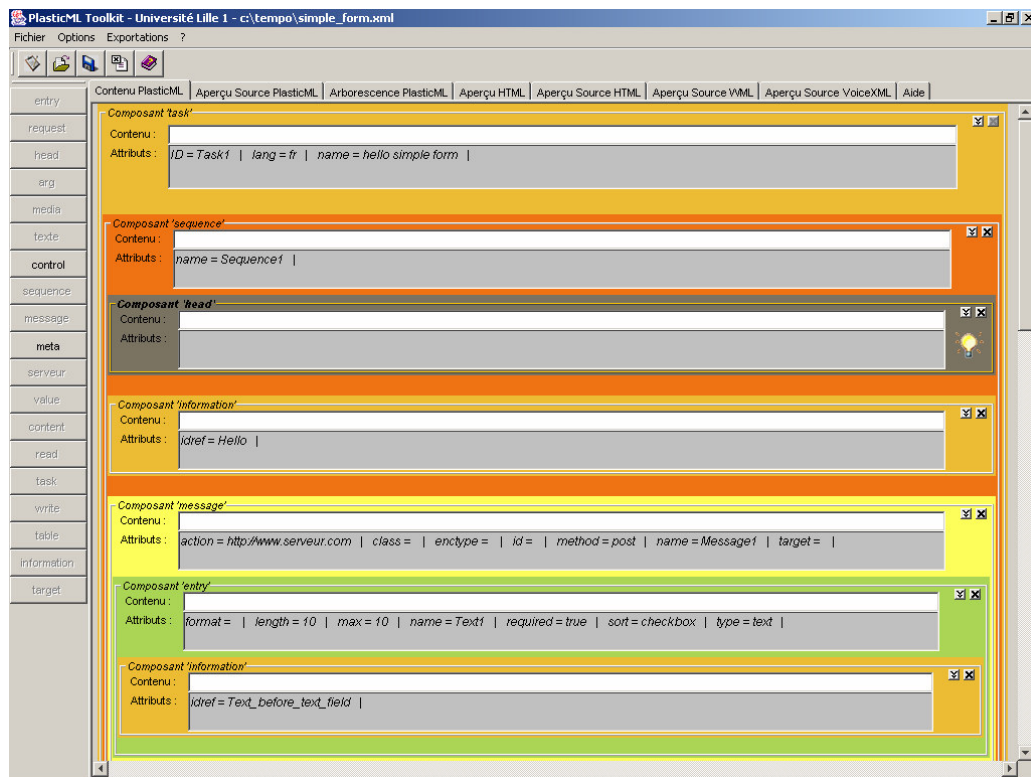 PlasticML Toolkit - Université Lille 1 - c:\tempo\simple_form.xml
Fichier Options Exportations ?
Contenu PlasticML Aperçu Source PlasticML Arborescence PlasticML Aperçu HTML Aperçu Source HTML Aperçu Source WML Aperçu Source VoiceXML Aide
entry
request
head
arg
media
texte
control
sequence
message
meta
serveur
value
content
read
task
write
table
information
target
Composant 'task'
Contenu :
Attributs : ID = Task1 | lang = fr | name = hello simple form |
Composant 'sequence'
Contenu :
Attributs : name = Sequence1 |
Composant 'head'
Contenu :
Attributs :
Composant 'information'
Contenu :
Attributs : idref = Hello |
Composant 'message'
Contenu :
Attributs : action = http://www.serveur.com | class = | enctype = | id = | method = post | name = Message1 | target = |
Composant 'entry'
Contenu :
Attributs : format = | length = 10 | max = 10 | name = Text1 | required = true | sort = checkbox | type = text |
Composant 'information'
Contenu :
Attributs : idref = Text_before_text_field |